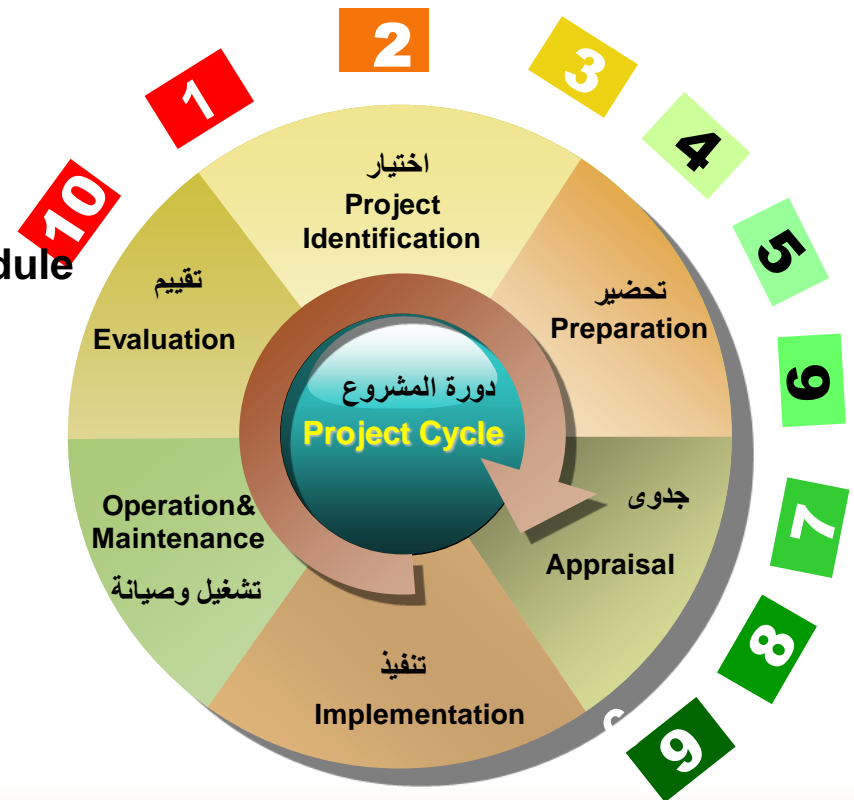 1
2
3
4
5
6
7
8
9
10
dule
اختيار
Project
Identification
تحضير
Preparation
جدوى
Appraisal
تنفيذ
Implementation
Operation&
Maintenance
تشغيل وصيانة
تقييم
Evaluation
دورة المشروع
Project Cycle